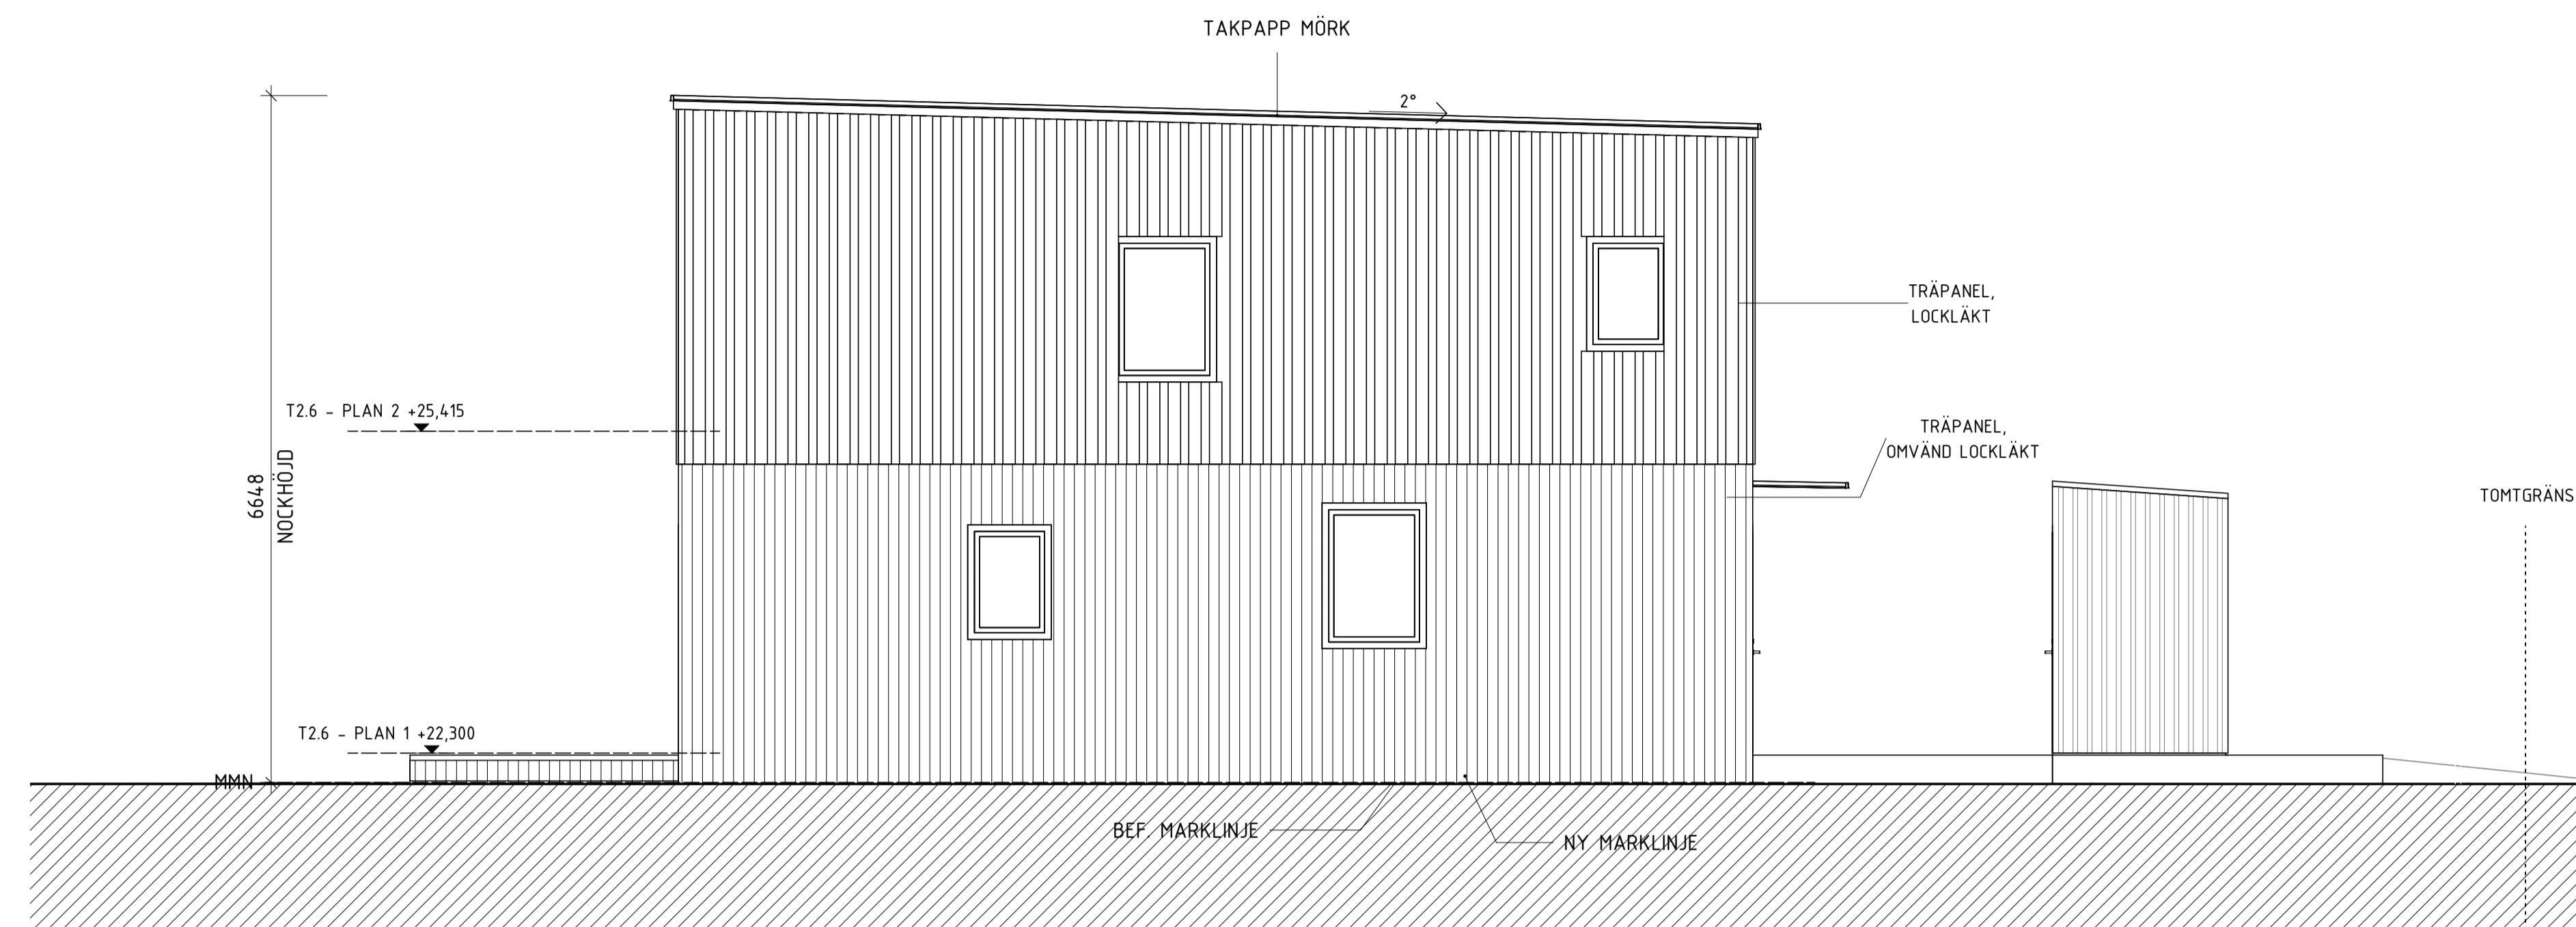 TAKPAPP MÖRK
2°
TRÄPANEL,
LOCKLÄKT
T2.6 - PLAN 2 +25,415
TRÄPANEL,
OMVÄND LOCKLÄKT
6648
NOCKHÖJD
TOMTGRÄNS
T2.6 - PLAN 1 +22,300
MMN
BEF. MARKLINJE
NY MARKLINJE